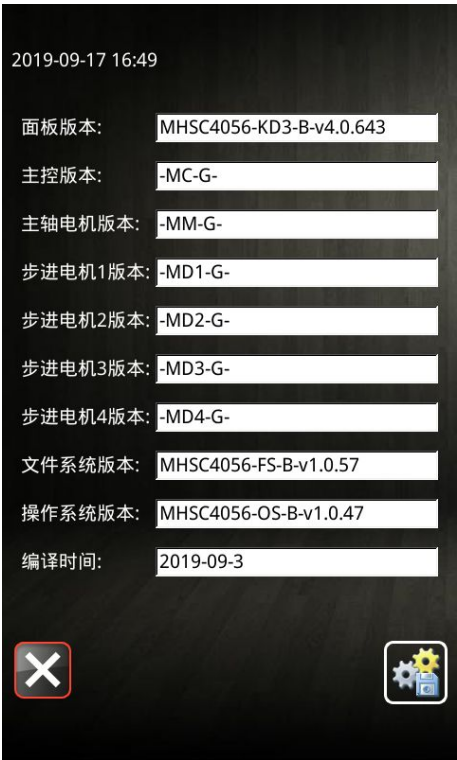 2019-09-17 16:49
面板版本: MHSC4056-KD3-B-v4.0.643
主控版本: -MC-G-
主轴电机版本: -MM-G-
步进电机1版本: -MD1-G-
步进电机2版本: -MD2-G-
步进电机3版本: -MD3-G-
步进电机4版本: -MD4-G-
文件系统版本: MHSC4056-FS-B-v1.0.57
操作系统版本: MHSC4056-OS-B-v1.0.47
编译时间: 2019-09-3